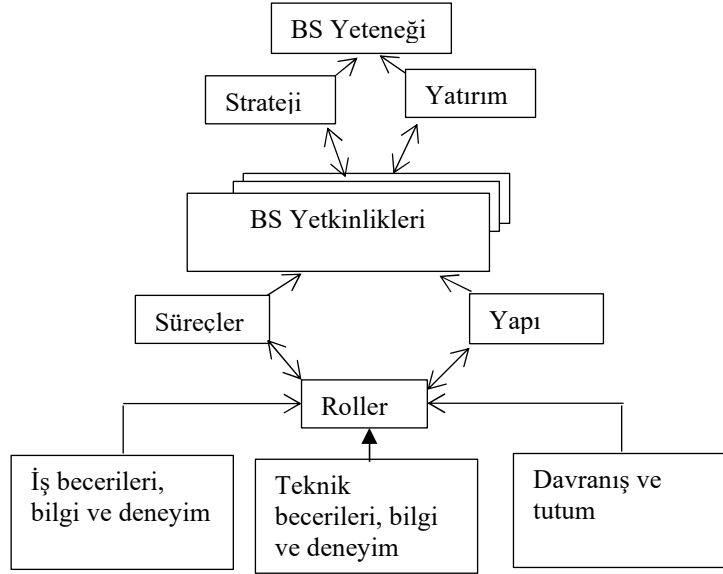 BS Yeteneği
Strateji
Yatırım
BS Yetkinlikleri
Süreçler
Yapı
Roller
İş becerileri,
bilgi ve deneyim
Teknik
becerileri, bilgi
ve deneyim
Davranış ve
tutum